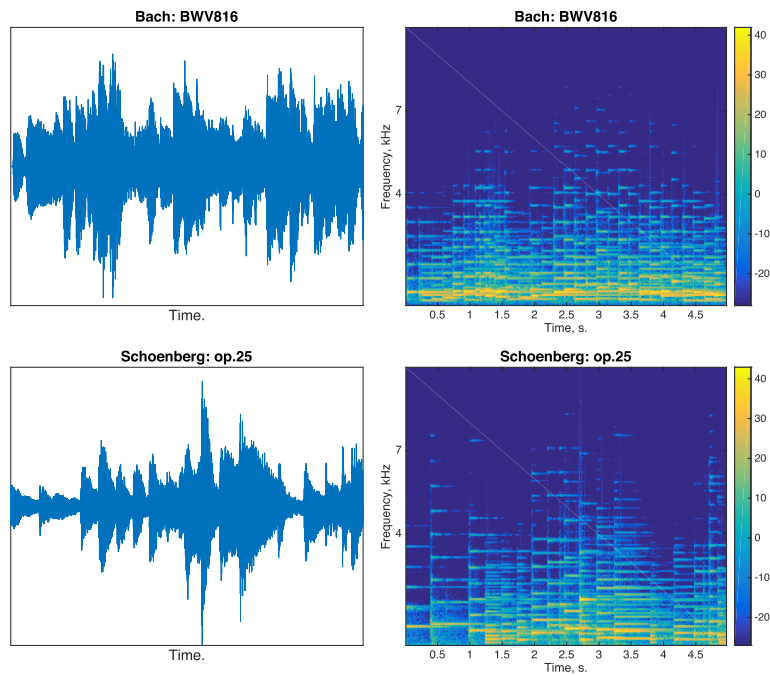 Bach: BWV816
Time.
Bach: BWV816
Frequency, kHz
7
4
0.5 1 1.5 2 2.5 3 3.5 4 4.5
Time, s.
40
30
20
10
0
-10
-20
Schoenberg: op.25
Time.
Schoenberg: op.25
Frequency, kHz
7
4
0.5 1 1.5 2 2.5 3 3.5 4 4.5
Time, s.
40
30
20
10
0
-10
-20